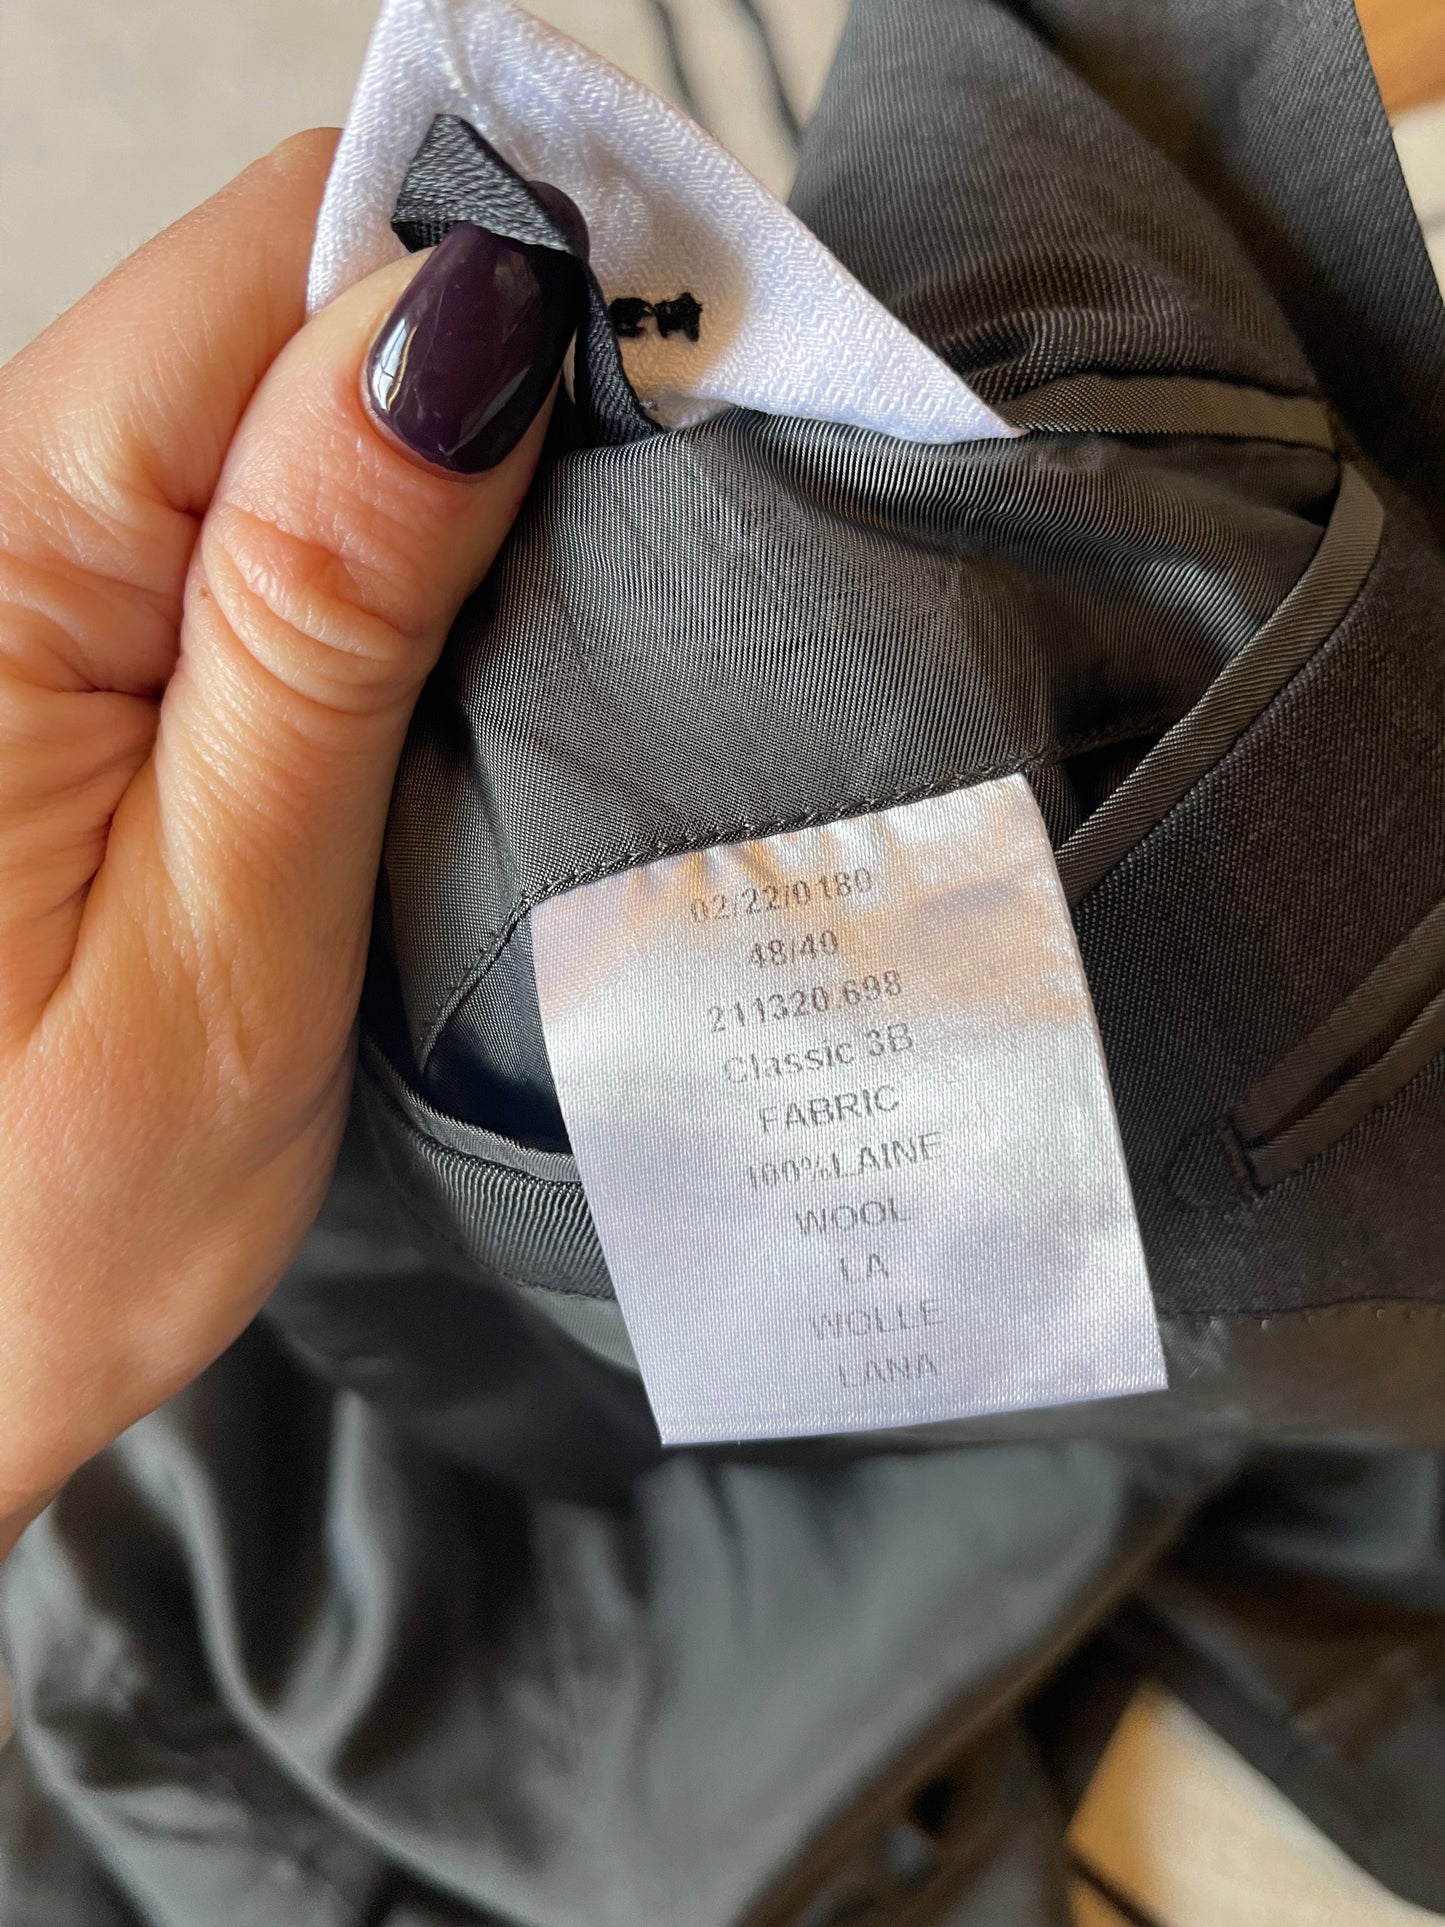 02/22/0180
48/40
211320 698
Classic 3B
FABRIC
100%LAINE
WOOL
LA
WOLLE
LANA